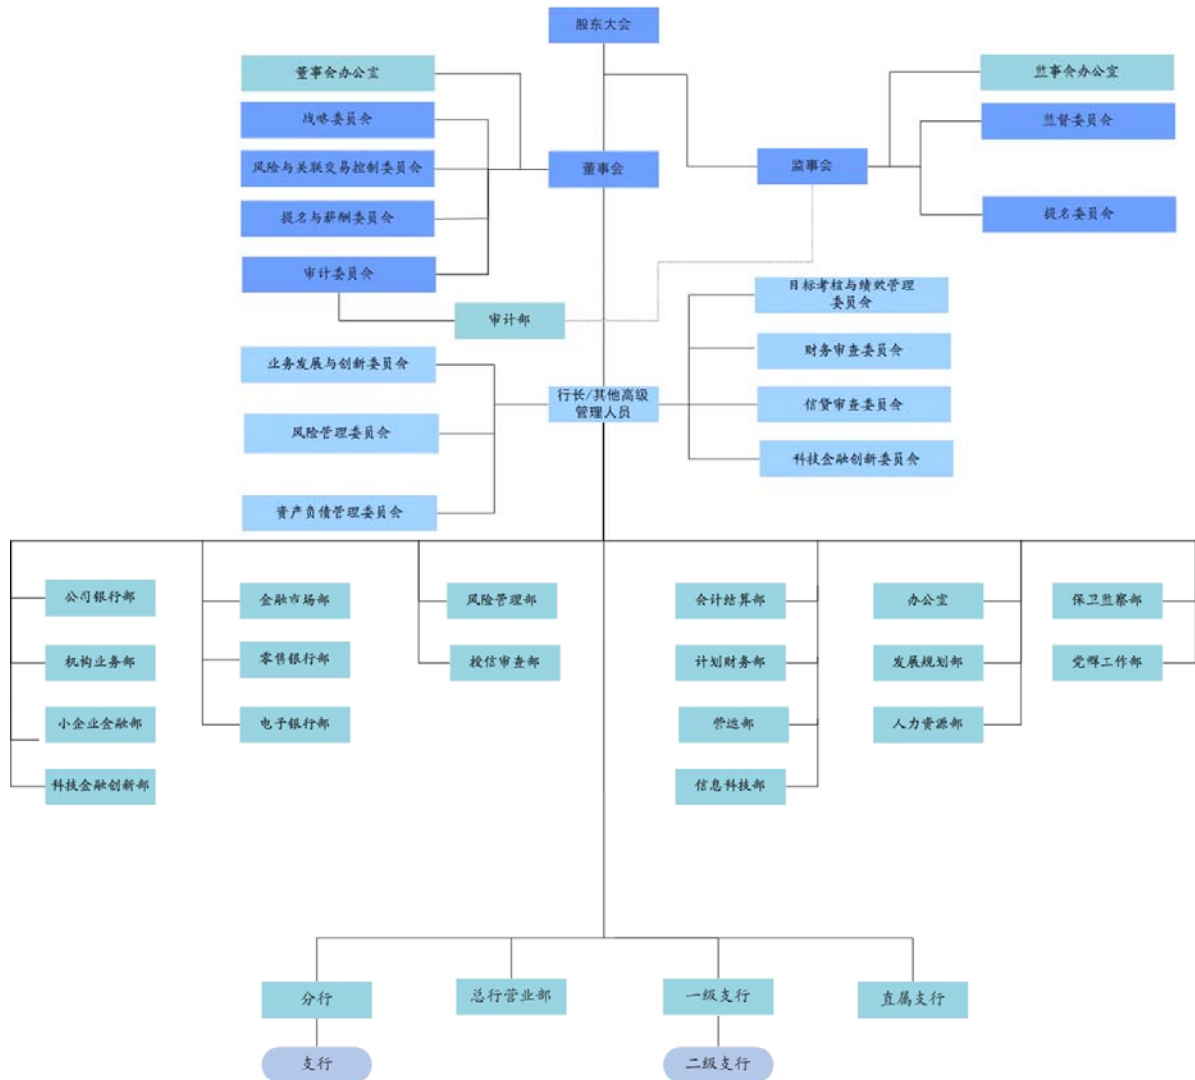 股东大会
董事会办公室
监事会办公室
战略委员会
监督委员会
风险与关联交易控制委员会
董事会
监事会
提名与薪酬委员会
提名委员会
审计委员会
目标考核与绩效管理
委员会
审计部
业务发展与创新委员会
财务审查委员会
行长/其他高级
管理人员
信贷审查委员会
风险管理委员会
科技金融创新委员会
资产负债管理委员会
公司银行部
金融市场部
风险管理部
会计结算部
办公室
保卫监察部
机构业务部
零售银行部
授信审查部
计划财务部
发展规划部
党群工作部
小企业金融部
电子银行部
营运部
人力资源部
科技金融创新部
信息科技部
分行
总行营业部
一级支行
直属支行
支行
二级支行